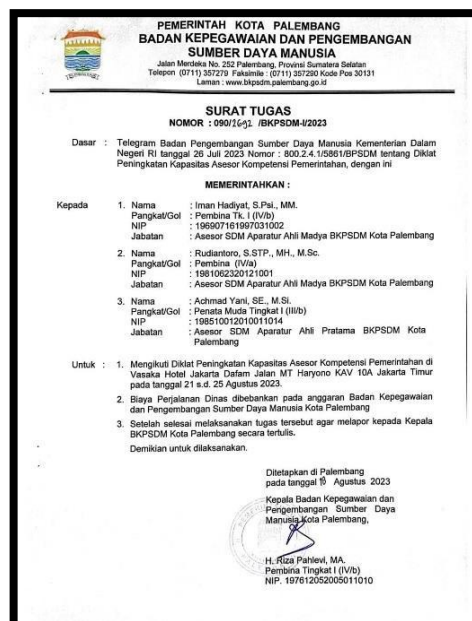 PEMERINTAH KOTA PALEMBANG
BADAN KEPEGAWAIAN DAN PENGEMBANGAN
SUMBER DAYA MANUSIA
Jalan Merdeka No. 252 Palembang, Provinsi Sumatera Selatan
Telepon (0711) 357279 Faksimile : (0711) 357290 Kode Pos 30131
Laman : www.bkpsdm.palembang.go.id
SURAT TUGAS
NOMOR : 090/2692 /BKPSDM-I/2023
Dasar : Telegram Badan Pengembangan Sumber Daya Manusia Kementerian Dalam
Negeri RI tanggal 26 Juli 2023 Nomor : 800.2.4.1/5861/BPSDM tentang Diklat
Peningkatan Kapasitas Asesor Kompetensi Pemerintahan, dengan ini
MEMERINTAHKAN :
Kepada 1. Nama : Iman Hadiyat, S.Psi., MM.
Pangkat/Gol : Pembina Tk. I (IV/b)
NIP : 196907161997031002
Jabatan : Asesor SDM Aparatur Ahli Madya BKPSDM Kota Palembang
2. Nama : Rudiantoro, S.STP., MH., M.Sc.
Pangkat/Gol : Pembina (IV/a)
NIP : 1981062320121001
Jabatan : Asesor SDM Aparatur Ahli Madya BKPSDM Kota Palembang
3. Nama : Achmad Yani, SE., M.Si.
Pangkat/Gol : Penata Muda Tingkat I (III/b)
NIP : 198510012010011014
Jabatan : Asesor SDM Aparatur Ahli Pratama BKPSDM Kota
Palembang
Untuk : 1. Mengikuti Diklat Peningkatan Kapasitas Asesor Kompetensi Pemerintahan di
Vasaka Hotel Jakarta Dafam Jalan MT Haryono KAV 10A Jakarta Timur
pada tanggal 21 s.d. 25 Agustus 2023.
2. Biaya Perjalanan Dinas dibebankan pada anggaran Badan Kepegawaian
dan Pengembangan Sumber Daya Manusia Kota Palembang
3. Setelah selesai melaksanakan tugas tersebut agar melapor kepada Kepala
BKPSDM Kota Palembang secara tertulis.
Demikian untuk dilaksanakan.
Ditetapkan di Palembang
pada tanggal Agustus 2023
Kepala Badan Kepegawaian dan
Pengembangan Sumber Daya
Manusia Kota Palembang,
H. Riza Pahlevi, MA.
Pembina Tingkat I (IV/b)
NIP. 197612052005011010